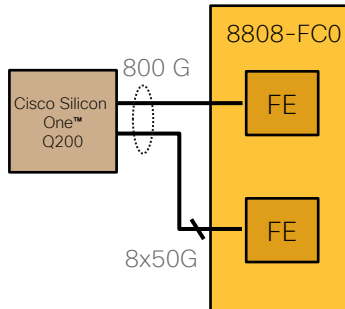 8808-FC0
800 G
FE
Cisco Silicon
One™
Q200
FE
8x50G